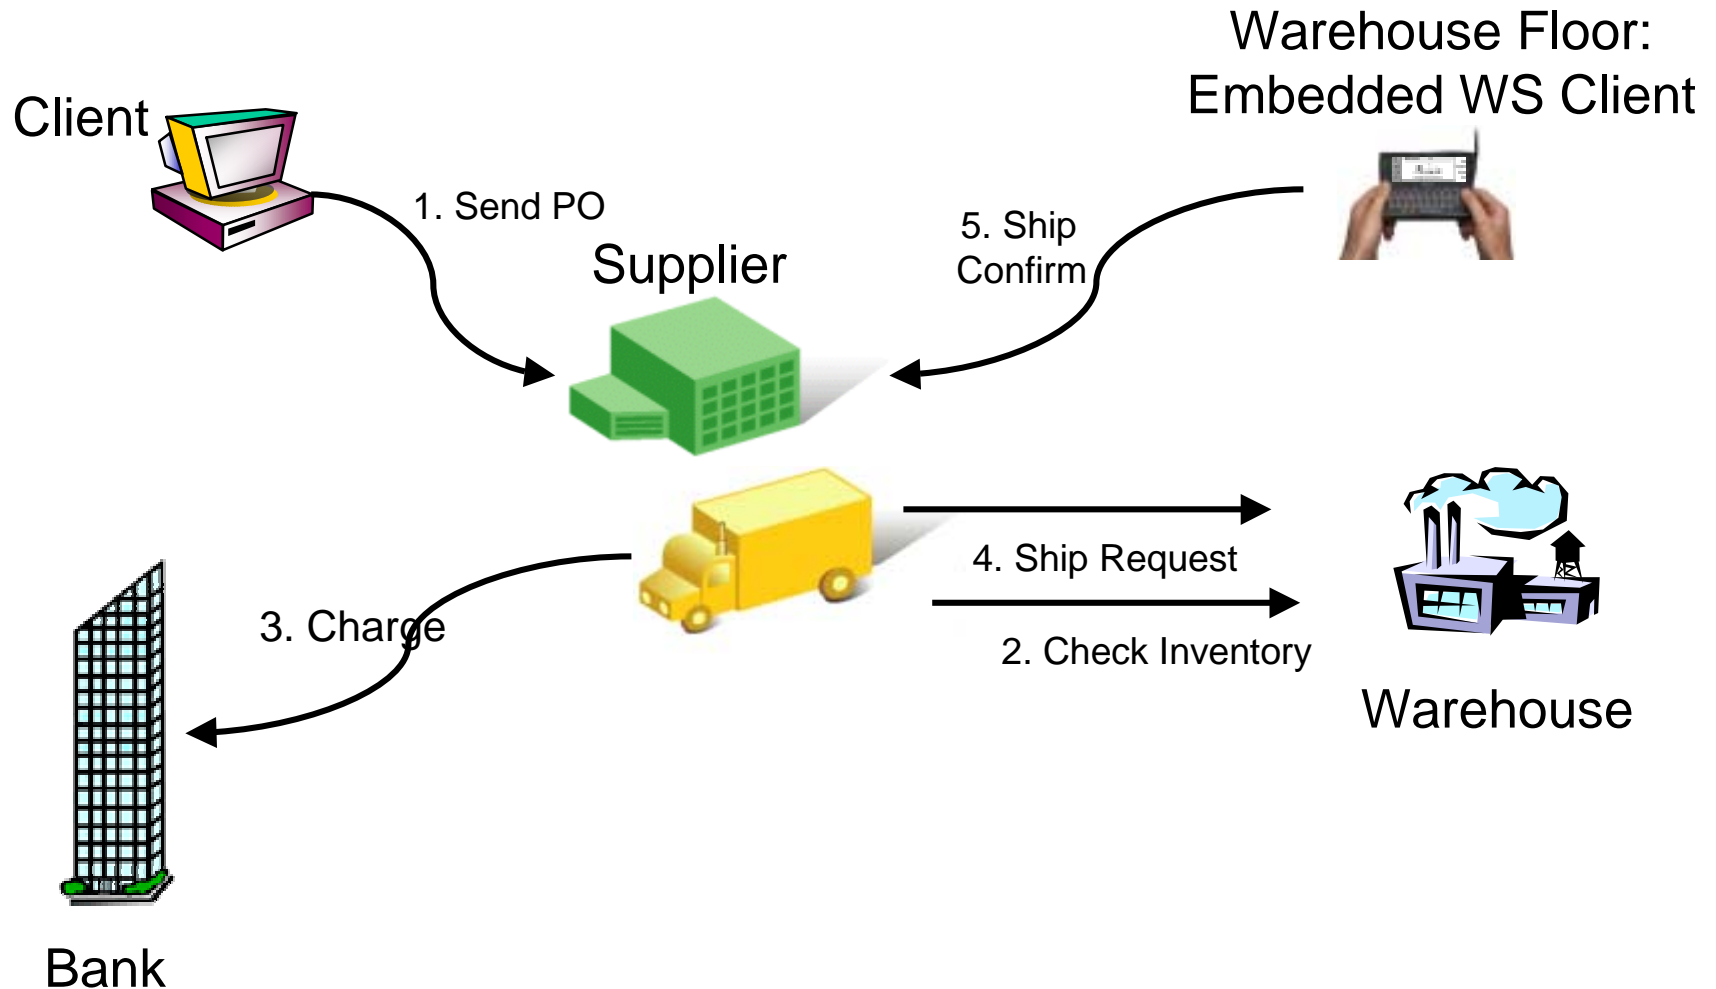 Warehouse Floor:
Embedded WS Client
Client
1. Send PO
5. Ship
Confirm
Supplier
4. Ship Request
3. Charge
2. Check Inventory
Warehouse
Bank